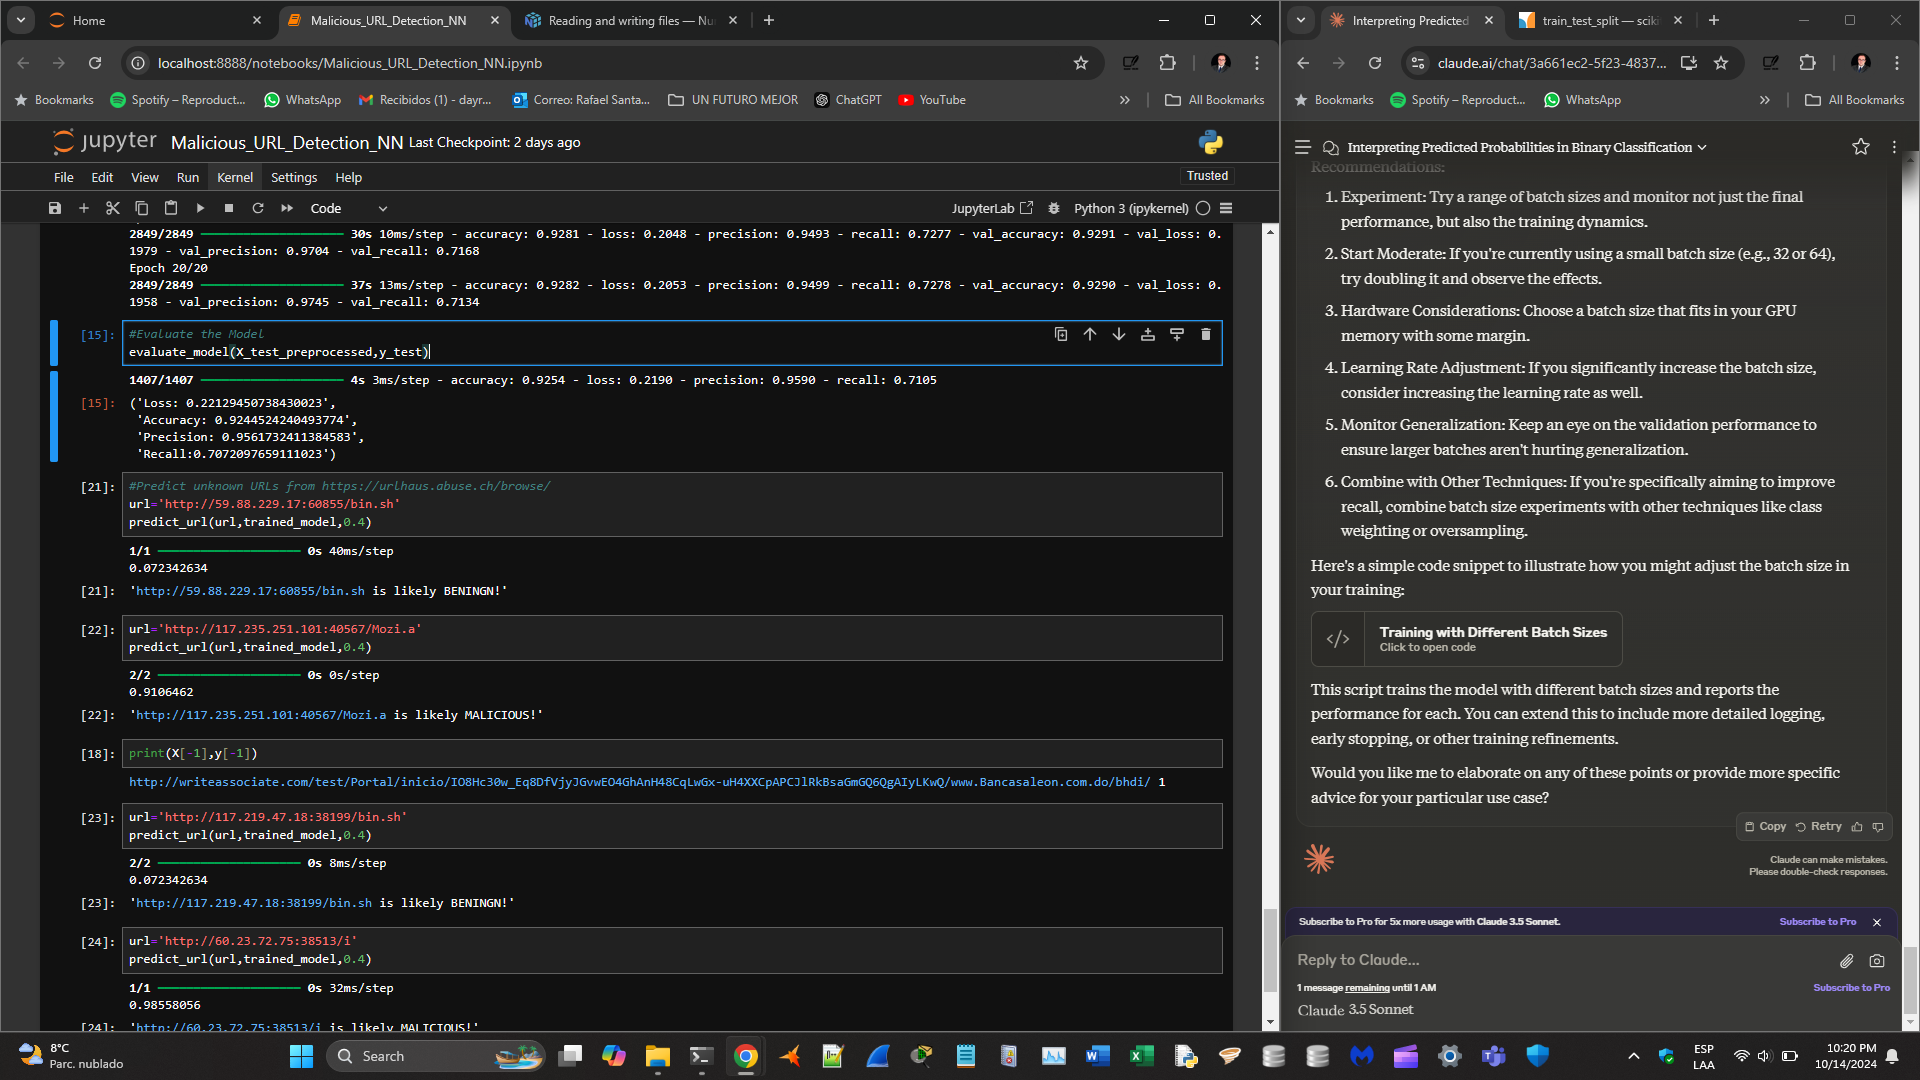 Home
Malicious_URL_Detection_NN
Reading and writing files — Nu
localhost:8888/notebooks/Malicious_URL_Detection_NN.ipynb
Bookmarks
Spotify – Reproduct...
WhatsApp
Recibidos (1) - dayr...
Correo: Rafael Santa...
UN FUTURO MEJOR
ChatGPT
YouTube
All Bookmarks
jupyter
Malicious_URL_Detection_NN Last Checkpoint: 2 days ago
File Edit View Run Kernel Settings Help
Trusted
Code
JupyterLab
Python 3 (ipykernel)
2849/2849 30s 10ms/step - accuracy: 0.9281 - loss: 0.2048 - precision: 0.9493 - recall: 0.7277 - val_accuracy: 0.9291 - val_loss: 0.
1979 - val_precision: 0.9704 - val_recall: 0.7168
Epoch 20/20
2849/2849 37s 13ms/step - accuracy: 0.9282 - loss: 0.2053 - precision: 0.9499 - recall: 0.7278 - val_accuracy: 0.9290 - val_loss: 0.
1958 - val_precision: 0.9745 - val_recall: 0.7134
[15]: #Evaluate the Model
evaluate_model(X_test_preprocessed,y_test)
1407/1407 4s 3ms/step - accuracy: 0.9254 - loss: 0.2190 - precision: 0.9590 - recall: 0.7105
[15]: ('Loss: 0.22129450738430023',
'Accuracy: 0.9244524240493774',
'Precision: 0.9561732411384583',
'Recall:0.7072097659111023')
[21]: #Predict unknown URLs from https://urlhaus.abuse.ch/browse/
url='http://59.88.229.17:60855/bin.sh'
predict_url(url,trained_model,0.4)
1/1 0s 40ms/step
0.072342634
[21]: 'http://59.88.229.17:60855/bin.sh is likely BENINGN!'
[22]: url='http://117.235.251.101:40567/Mozi.a'
predict_url(url,trained_model,0.4)
2/2 0s 0s/step
0.9106462
[22]: 'http://117.235.251.101:40567/Mozi.a is likely MALICIOUS!'
[18]: print(X[-1],y[-1])
http://writeassociate.com/test/Portal/inicio/IO8Hc30w_Eq8DfVjyJGvwEO4GhAnH48CqLwGx-uH4XXCpAPCJlRkBsaGmGQ6QgAIyLKwQ/www.Bancasaleon.com.do/bhdi/ 1
[23]: url='http://117.219.47.18:38199/bin.sh'
predict_url(url,trained_model,0.4)
2/2 0s 8ms/step
0.072342634
[23]: 'http://117.219.47.18:38199/bin.sh is likely BENINGN!'
[24]: url='http://60.23.72.75:38513/i'
predict_url(url,trained_model,0.4)
1/1 0s 32ms/step
0.98558056
[24]: 'http://60.23.72.75:38513/i is likely MALICIOUS!'
Interpreting Predicted
train_test_split — sciki
claude.ai/chat/3a661ec2-5f23-4837...
Bookmarks
Spotify – Reproduct...
WhatsApp
All Bookmarks
Interpreting Predicted Probabilities in Binary Classification
Recommendations:
1. Experiment: Try a range of batch sizes and monitor not just the final
performance, but also the training dynamics.
2. Start Moderate: If you're currently using a small batch size (e.g., 32 or 64),
try doubling it and observe the effects.
3. Hardware Considerations: Choose a batch size that fits in your GPU
memory with some margin.
4. Learning Rate Adjustment: If you significantly increase the batch size,
consider increasing the learning rate as well.
5. Monitor Generalization: Keep an eye on the validation performance to
ensure larger batches aren't hurting generalization.
6. Combine with Other Techniques: If you're specifically aiming to improve
recall, combine batch size experiments with other techniques like class
weighting or oversampling.
Here's a simple code snippet to illustrate how you might adjust the batch size in
your training:
Training with Different Batch Sizes
Click to open code
This script trains the model with different batch sizes and reports the
performance for each. You can extend this to include more detailed logging,
early stopping, or other training refinements.
Would you like me to elaborate on any of these points or provide more specific
advice for your particular use case?
Copy Retry
Claude can make mistakes.
Please double-check responses.
Subscribe to Pro for 5x more usage with Claude 3.5 Sonnet.
Subscribe to Pro
Reply to Claude...
1 message remaining until 1 AM
Subscribe to Pro
Claude 3.5 Sonnet
8°C
Parc. nublado
Search
ESP
LAA
10:20 PM
10/14/2024